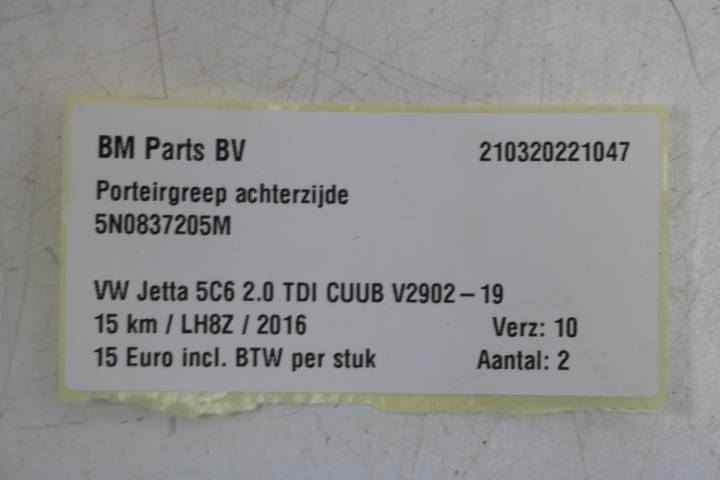 BM Parts BV 210320221047
Porteirgreep achterzijde
5N0837205M
VW Jetta 5C6 2.0 TDI CUUB V2902-19
15 km / LH8Z / 2016 Verz: 10
15 Euro incl. BTW per stuk Aantal: 2